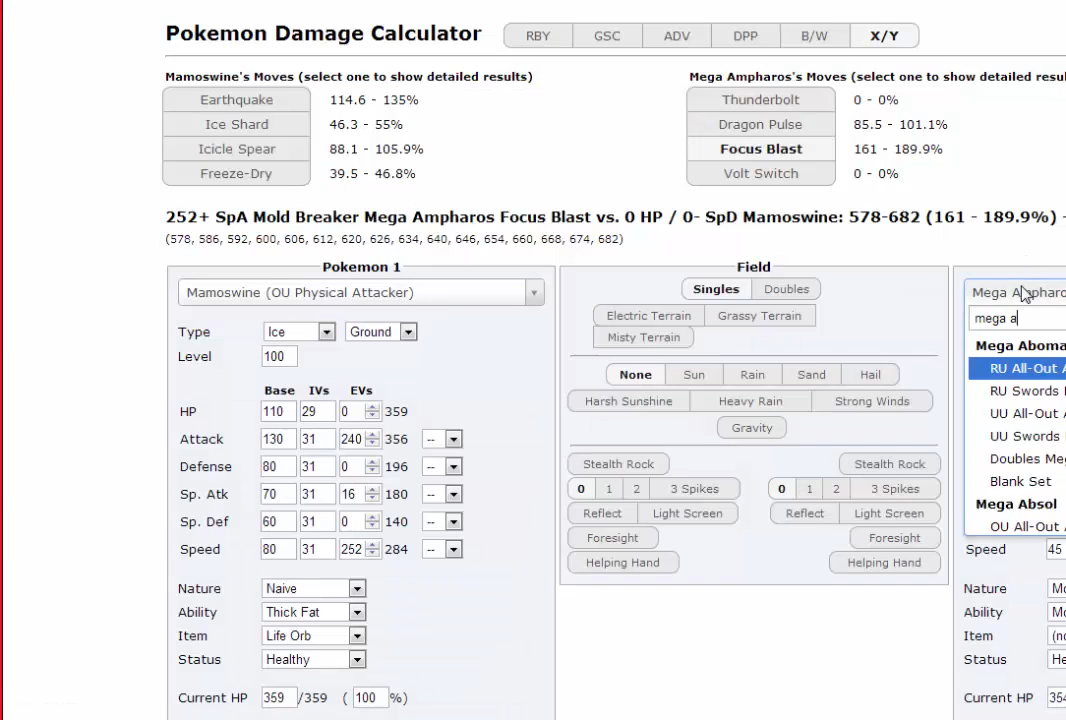 Pokemon Damage Calculator RBY GSC ADV DPP B/W X/Y
Mamoswine's Moves (select one to show detailed results)
Earthquake 114.6 - 135%
Ice Shard 46.3 - 55%
Icicle Spear 88.1 - 105.9%
Freeze-Dry 39.5 - 46.8%
Mega Ampharos's Moves (select one to show detailed resul
Thunderbolt 0 - 0%
Dragon Pulse 85.5 - 101.1%
Focus Blast 161 - 189.9%
Volt Switch 0 - 0%
252+ SpA Mold Breaker Mega Ampharos Focus Blast vs. 0 HP / 0- SpD Mamoswine: 578-682 (161 - 189.9%) -
(578, 586, 592, 600, 606, 612, 620, 626, 634, 640, 646, 654, 660, 668, 674, 682)
Pokemon 1
Mamoswine (OU Physical Attacker)
Type Ice Ground
Level 100
Base IVs EVs
HP 110 29 0 359
Attack 130 31 240 356 --
Defense 80 31 0 196 --
Sp. Atk 70 31 16 180 --
Sp. Def 60 31 0 140 --
Speed 80 31 252 284 --
Nature Naive
Ability Thick Fat
Item Life Orb
Status Healthy
Current HP 359 /359 ( 100 %)
Field
Singles Doubles
Electric Terrain Grassy Terrain
Misty Terrain
None Sun Rain Sand Hail
Harsh Sunshine Heavy Rain Strong Winds
Gravity
Stealth Rock Stealth Rock
0 1 2 3 Spikes 0 1 2 3 Spikes
Reflect Light Screen Reflect Light Screen
Foresight Foresight
Helping Hand Helping Hand
Mega Ampharo
mega a
Mega Aboma
RU All-Out A
RU Swords
UU All-Out A
UU Swords
Doubles Meg
Blank Set
Mega Absol
OU All-Out
Speed 45
Nature Mo
Ability Mo
Item (no
Status He
Current HP 354